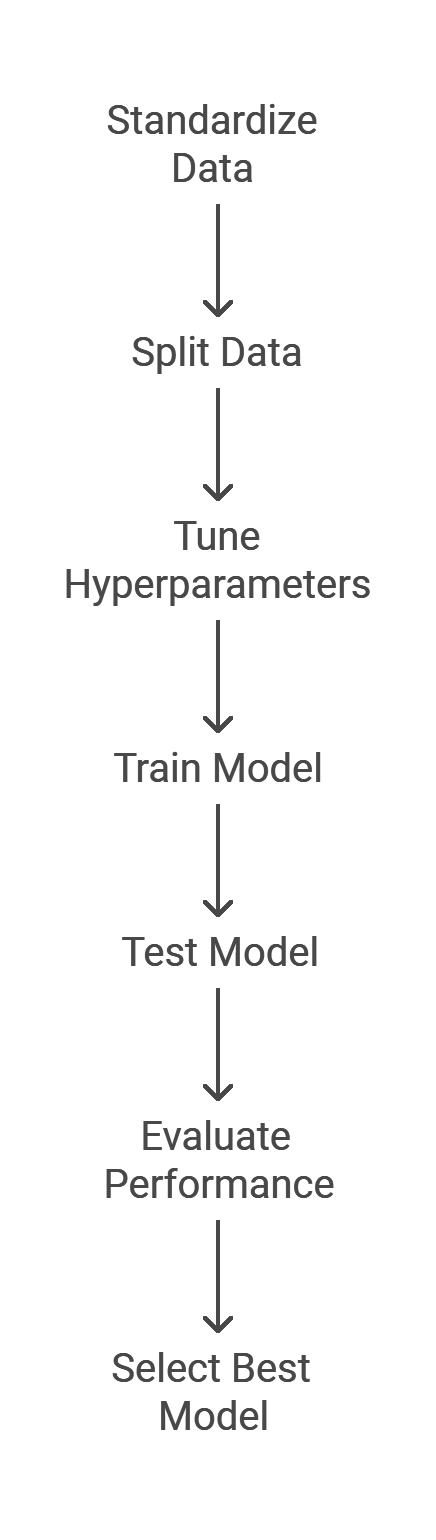 Standardize
Data
Split Data
Tune
Hyperparameters
Train Model
Test Model
Evaluate
Performance
Select Best
Model